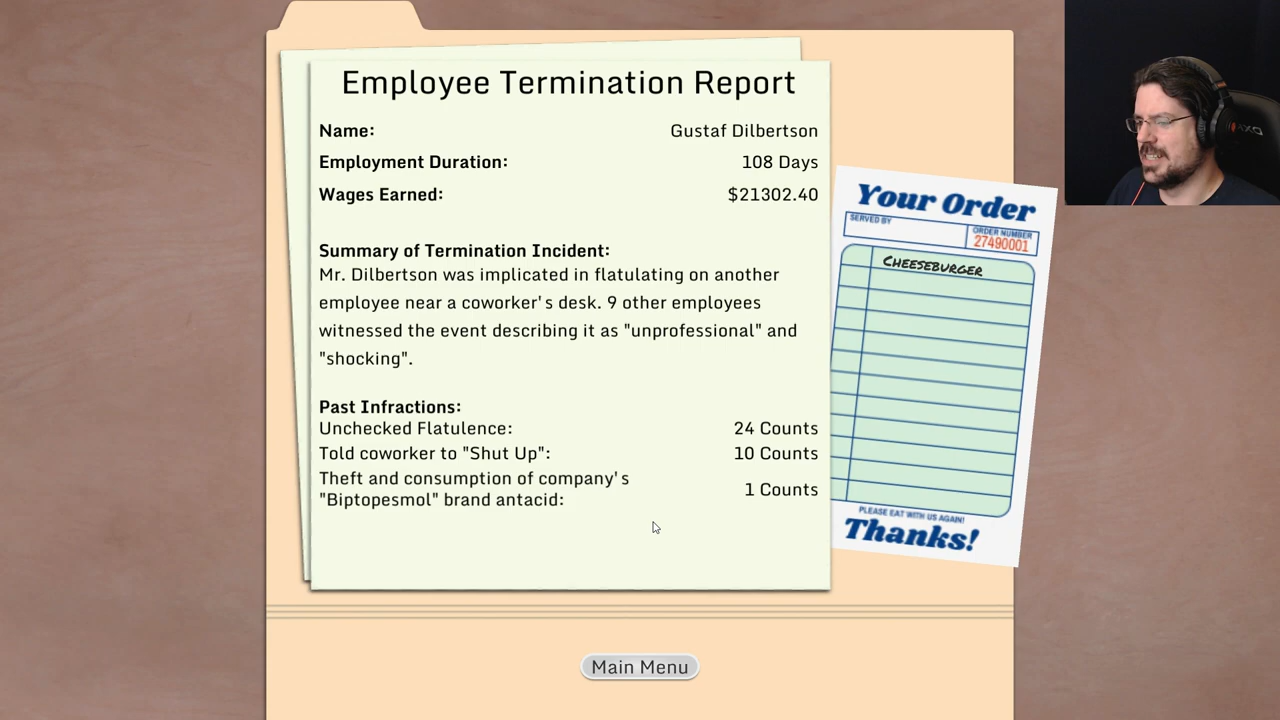 Employee Termination Report
Name: Gustaf Dilbertson
Employment Duration: 108 Days
Wages Earned: $21302.40
Summary of Termination Incident:
Mr. Dilbertson was implicated in flatulating on another
employee near a coworker's desk. 9 other employees
witnessed the event describing it as "unprofessional" and
"shocking".
Past Infractions:
Unchecked Flatulence: 24 Counts
Told coworker to "Shut Up": 10 Counts
Theft and consumption of company's
"Biptopesmol" brand antacid: 1 Counts
Your Order
SERVED BY
ORDER NUMBER
27490001
CHEESEBURGER
PLEASE EAT WITH US AGAIN!
Thanks!
Main Menu